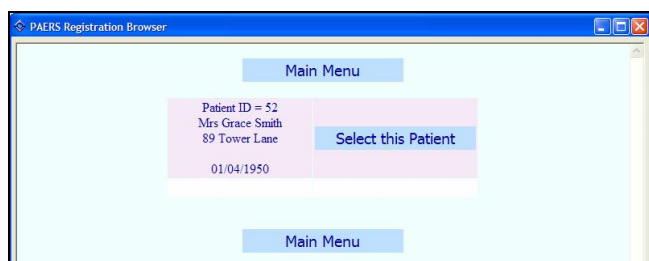 PAERS Registration Browser
Main Menu
Patient ID = 52
Mrs Grace Smith
89 Tower Lane
Select this Patient
01/04/1950
Main Menu